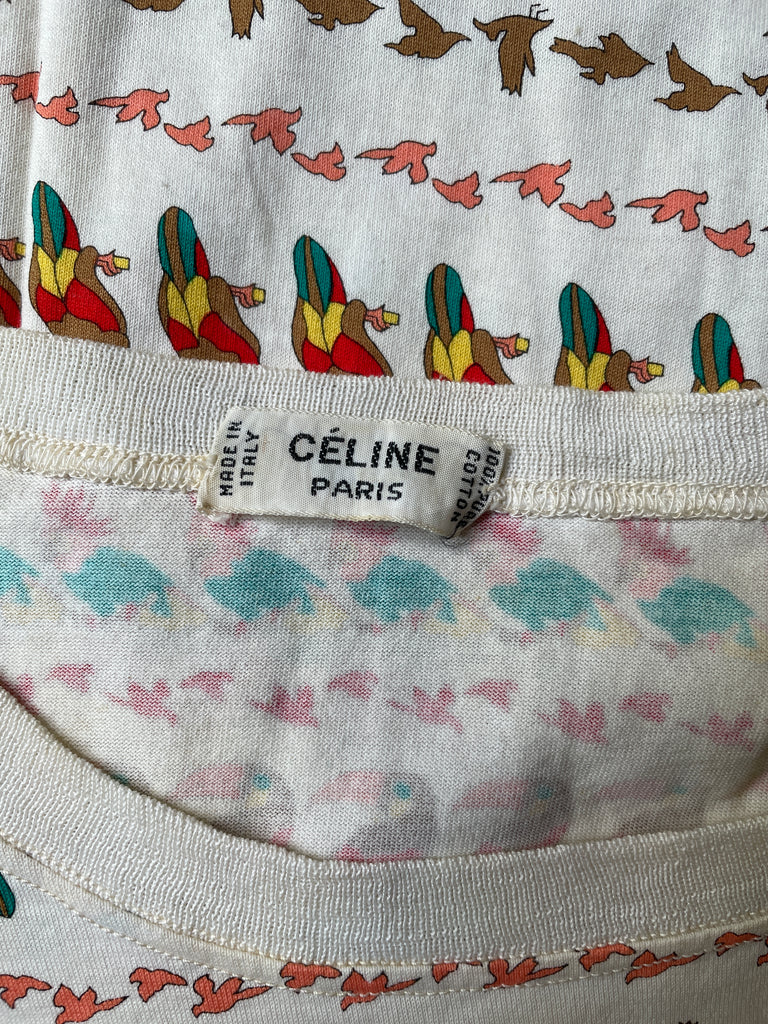 MADE IN
ITALY
CÉLINE
PARIS
100% PURE
COTTON